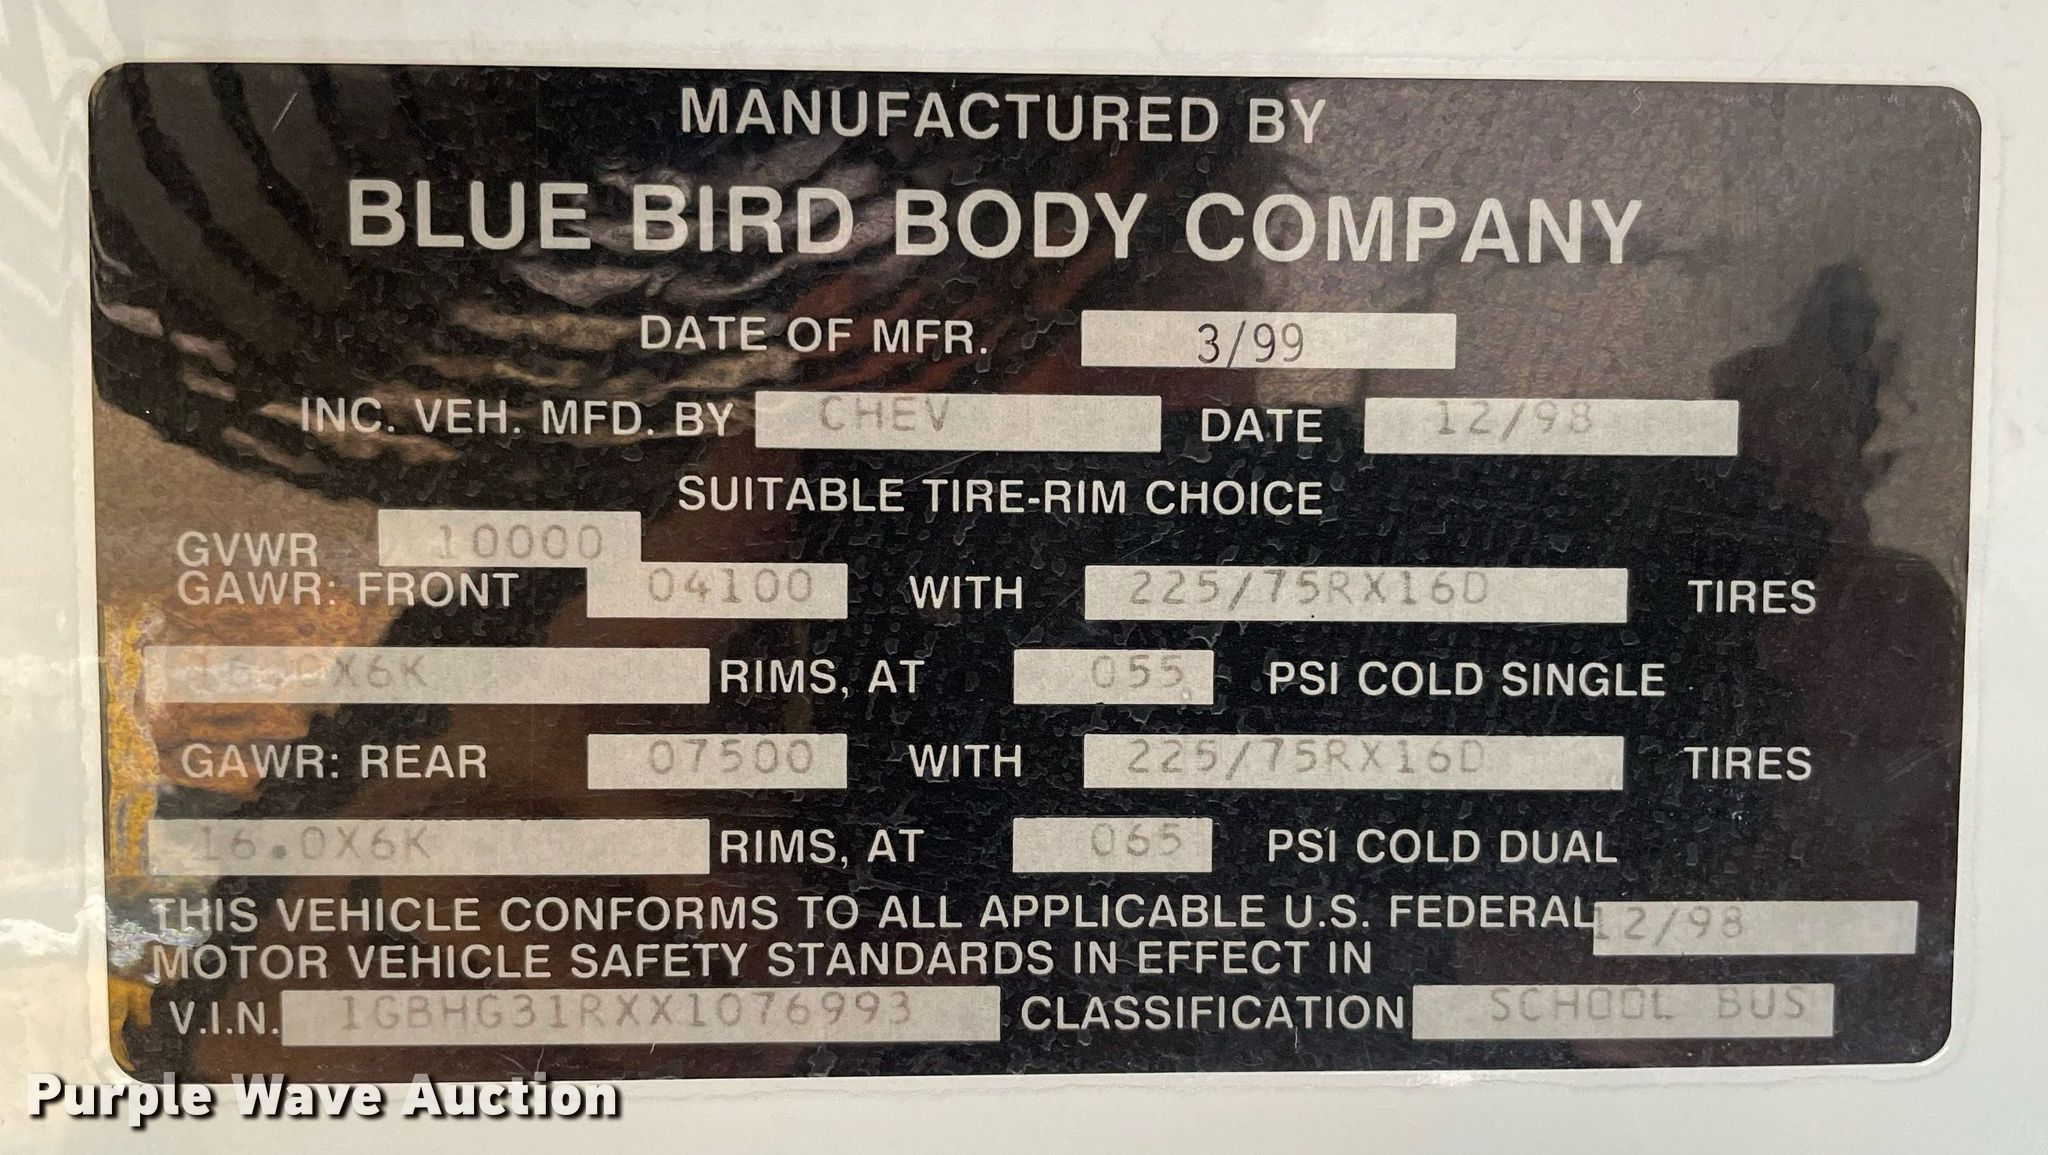 MANUFACTURED BY
BLUE BIRD BODY COMPANY
DATE OF MFR. 3/99
INC. VEH. MFD. BY CHEV DATE 12/98
SUITABLE TIRE-RIM CHOICE
GVWR 10000
GAWR: FRONT 04100 WITH 225/75RX16D TIRES
16.0X6K RIMS, AT 055 PSI COLD SINGLE
GAWR: REAR 07500 WITH 225/75RX16D TIRES
16.0X6K RIMS, AT 065 PSI COLD DUAL
THIS VEHICLE CONFORMS TO ALL APPLICABLE U.S. FEDERAL 12/98
MOTOR VEHICLE SAFETY STANDARDS IN EFFECT IN
V.I.N. 1GBHG31RXX1076993 CLASSIFICATION SCHOOL BUS
Purple Wave Auction